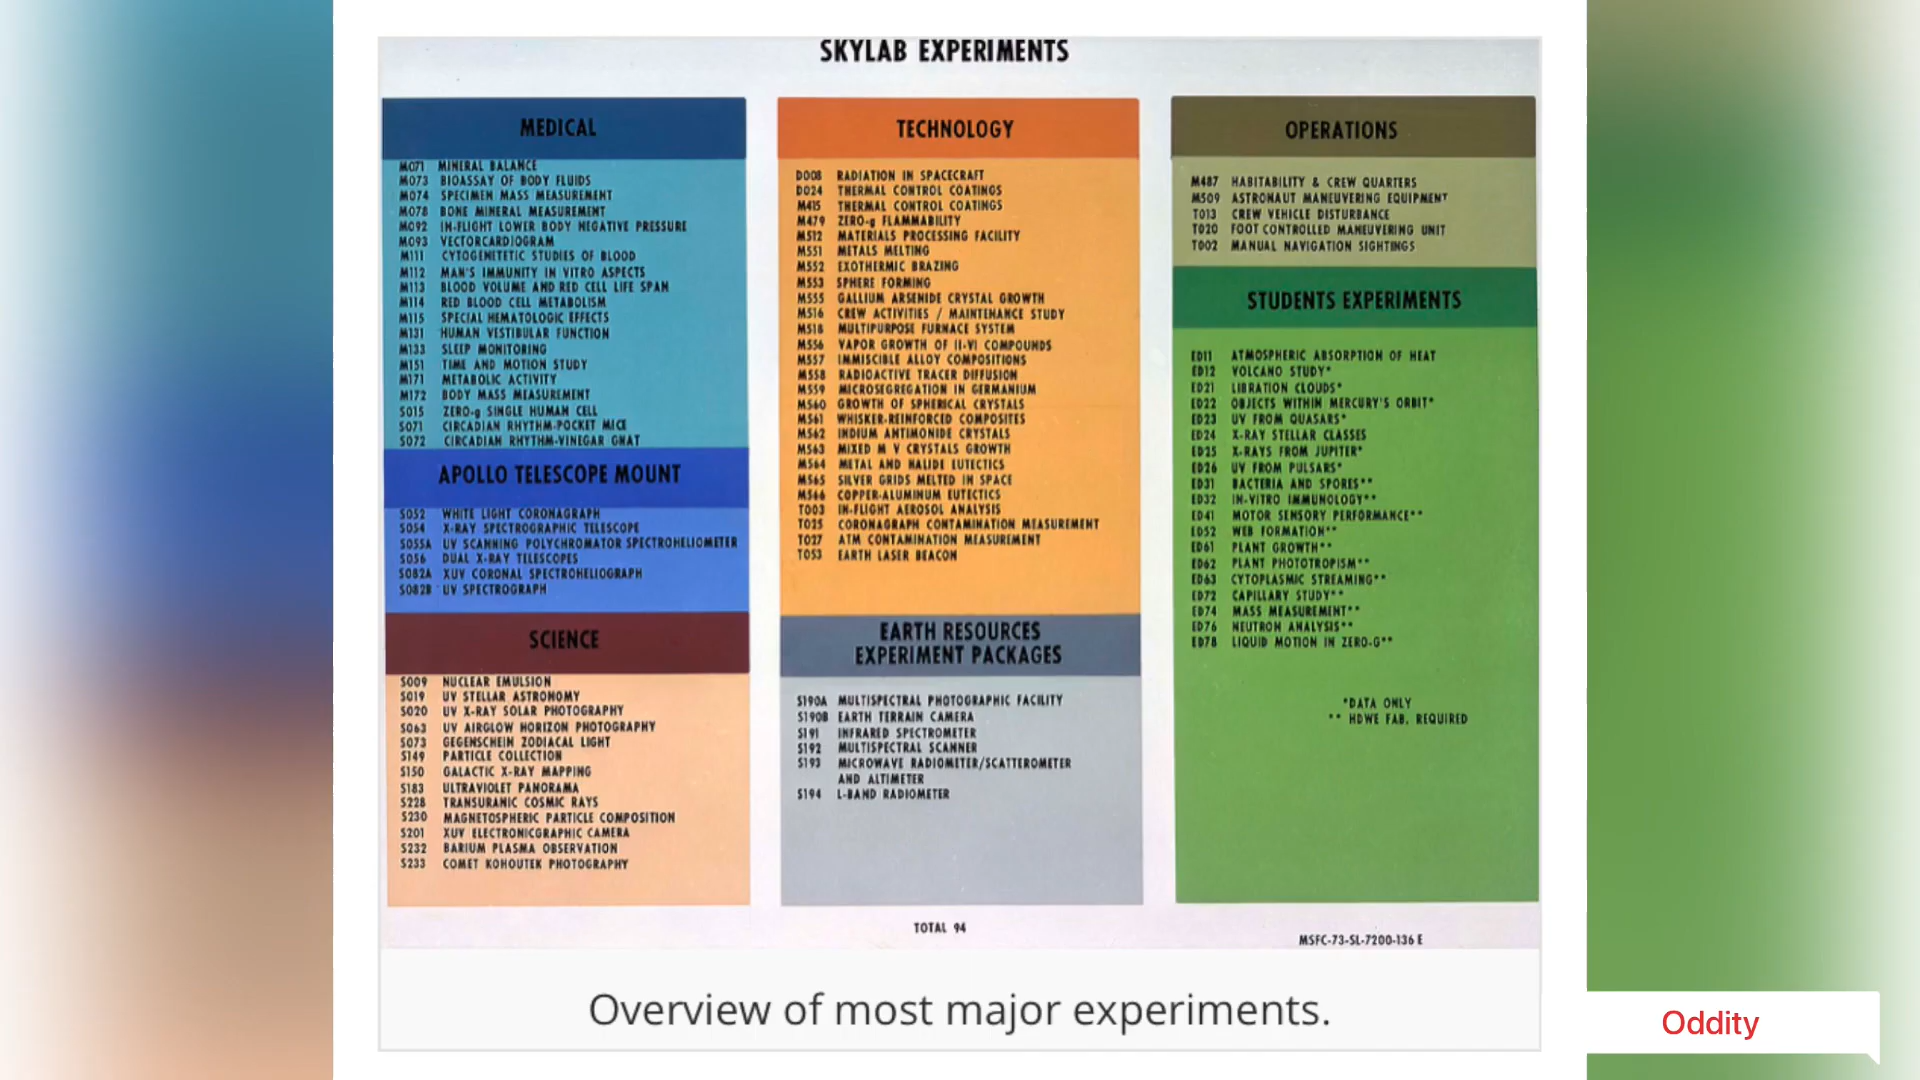 SKYLAB EXPERIMENTS
MEDICAL
M071 MINERAL BALANCE
M073 BIOASSAY OF BODY FLUIDS
M074 SPECIMEN MASS MEASUREMENT
M078 BONE MINERAL MEASUREMENT
M092 IN-FLIGHT LOWER BODY NEGATIVE PRESSURE
M093 VECTORCARDIOGRAM
M111 CYTOGENITETIC STUDIES OF BLOOD
M112 MAN'S IMMUNITY IN VITRO ASPECTS
M113 BLOOD VOLUME AND RED CELL LIFE SPAN
M114 RED BLOOD CELL METABOLISM
M115 SPECIAL HEMATOLOGIC EFFECTS
M131 HUMAN VESTIBULAR FUNCTION
M133 SLEEP MONITORING
M151 TIME AND MOTION STUDY
M171 METABOLIC ACTIVITY
M172 BODY MASS MEASUREMENT
S015 ZERO-g SINGLE HUMAN CELL
S071 CIRCADIAN RHYTHM-POCKET MICE
S072 CIRCADIAN RHYTHM-VINEGAR GNAT
APOLLO TELESCOPE MOUNT
S052 WHITE LIGHT CORONAGRAPH
S054 X-RAY SPECTROGRAPHIC TELESCOPE
S055A UV SCANNING POLYCHROMATOR SPECTROHELIOMETER
S056 DUAL X-RAY TELESCOPES
S082A XUV CORONAL SPECTROHELIOGRAPH
S082B UV SPECTROGRAPH
SCIENCE
S009 NUCLEAR EMULSION
S019 UV STELLAR ASTRONOMY
S020 UV X-RAY SOLAR PHOTOGRAPHY
S063 UV AIRGLOW HORIZON PHOTOGRAPHY
S073 GEGENSCHEIN ZODIACAL LIGHT
S149 PARTICLE COLLECTION
S150 GALACTIC X-RAY MAPPING
S183 ULTRAVIOLET PANORAMA
S228 TRANSURANIC COSMIC RAYS
S230 MAGNETOSPHERIC PARTICLE COMPOSITION
S201 XUV ELECTRONICGRAPHIC CAMERA
S232 BARIUM PLASMA OBSERVATION
S233 COMET KOHOUTEK PHOTOGRAPHY
TECHNOLOGY
D008 RADIATION IN SPACECRAFT
D024 THERMAL CONTROL COATINGS
M415 THERMAL CONTROL COATINGS
M479 ZERO-g FLAMMABILITY
M512 MATERIALS PROCESSING FACILITY
M551 METALS MELTING
M552 EXOTHERMIC BRAZING
M553 SPHERE FORMING
M555 GALLIUM ARSENIDE CRYSTAL GROWTH
M516 CREW ACTIVITIES / MAINTENANCE STUDY
M518 MULTIPURPOSE FURNACE SYSTEM
M556 VAPOR GROWTH OF II-VI COMPOUNDS
M557 IMMISCIBLE ALLOY COMPOSITIONS
M558 RADIOACTIVE TRACER DIFFUSION
M559 MICROSEGREGATION IN GERMANIUM
M560 GROWTH OF SPHERICAL CRYSTALS
M561 WHISKER-REINFORCED COMPOSITES
M562 INDIUM ANTIMONIDE CRYSTALS
M563 MIXED M V CRYSTALS GROWTH
M564 METAL AND HALIDE EUTECTICS
M565 SILVER GRIDS MELTED IN SPACE
M566 COPPER-ALUMINUM EUTECTICS
T003 IN-FLIGHT AEROSOL ANALYSIS
T025 CORONAGRAPH CONTAMINATION MEASUREMENT
T027 ATM CONTAMINATION MEASUREMENT
T053 EARTH LASER BEACON
EARTH RESOURCES
EXPERIMENT PACKAGES
S190A MULTISPECTRAL PHOTOGRAPHIC FACILITY
S190B EARTH TERRAIN CAMERA
S191 INFRARED SPECTROMETER
S192 MULTISPECTRAL SCANNER
S193 MICROWAVE RADIOMETER/SCATTEROMETER
AND ALTIMETER
S194 L-BAND RADIOMETER
OPERATIONS
M487 HABITABILITY & CREW QUARTERS
M509 ASTRONAUT MANEUVERING EQUIPMENT
T013 CREW VEHICLE DISTURBANCE
T020 FOOT CONTROLLED MANEUVERING UNIT
T002 MANUAL NAVIGATION SIGHTINGS
STUDENTS EXPERIMENTS
ED11 ATMOSPHERIC ABSORPTION OF HEAT
ED12 VOLCANO STUDY*
ED21 LIBRATION CLOUDS*
ED22 OBJECTS WITHIN MERCURY'S ORBIT*
ED23 UV FROM QUASARS*
ED24 X-RAY STELLAR CLASSES
ED25 X-RAYS FROM JUPITER*
ED26 UV FROM PULSARS*
ED31 BACTERIA AND SPORES**
ED32 IN-VITRO IMMUNOLOGY**
ED41 MOTOR SENSORY PERFORMANCE**
ED52 WEB FORMATION**
ED61 PLANT GROWTH**
ED62 PLANT PHOTOTROPISM**
ED63 CYTOPLASMIC STREAMING**
ED72 CAPILLARY STUDY**
ED74 MASS MEASUREMENT**
ED76 NEUTRON ANALYSIS**
ED78 LIQUID MOTION IN ZERO-G**
*DATA ONLY
** HDWE FAB. REQUIRED
TOTAL 94
MSFC-73-SL-7200-136 E
Overview of most major experiments.
Oddity